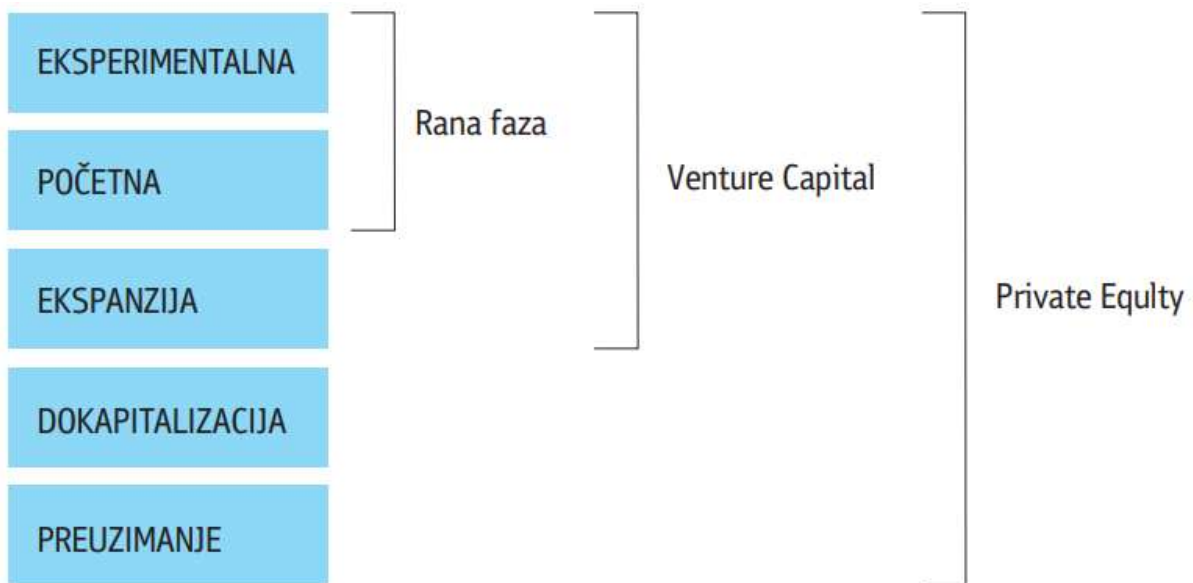 EKSPERIMENTALNA
POČETNA
EKSPANZIJA
DOKAPITALIZACIJA
PREUZIMANJE
Rana faza
Venture Capital
Private Equlty